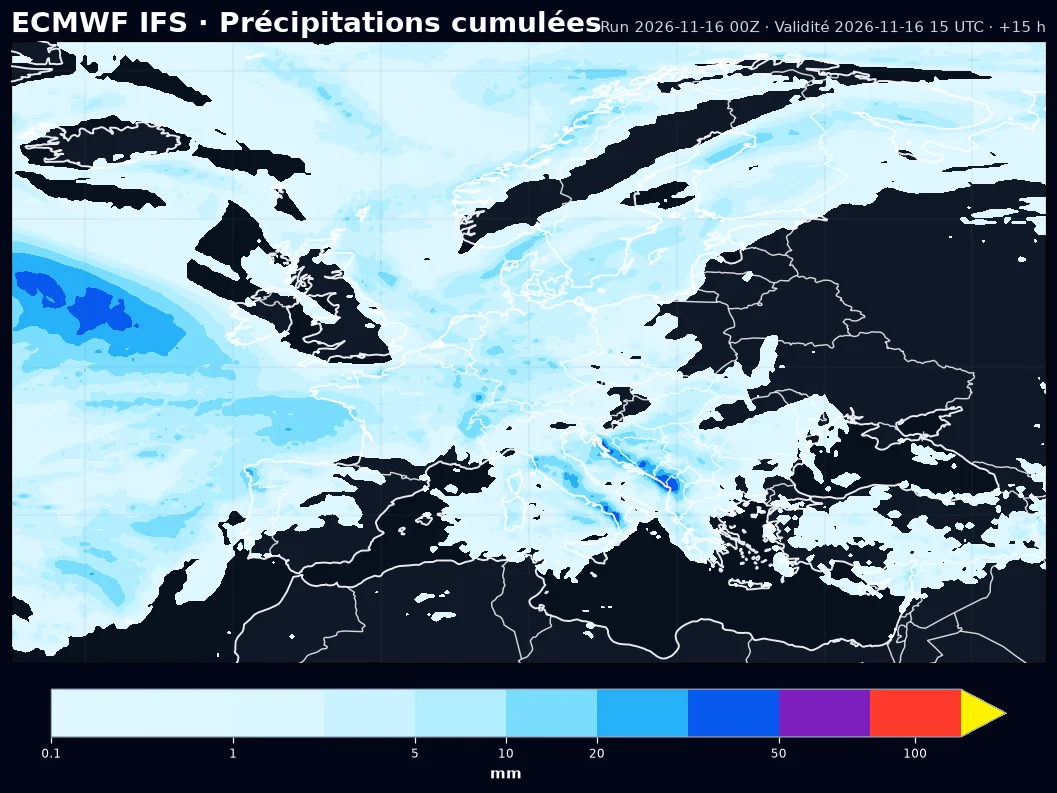 ECMWF IFS · Précipitations cumulées
Run 2026-11-16 00Z · Validité 2026-11-16 15 UTC · +15 h
0.1 1 5 10 20 50 100
mm